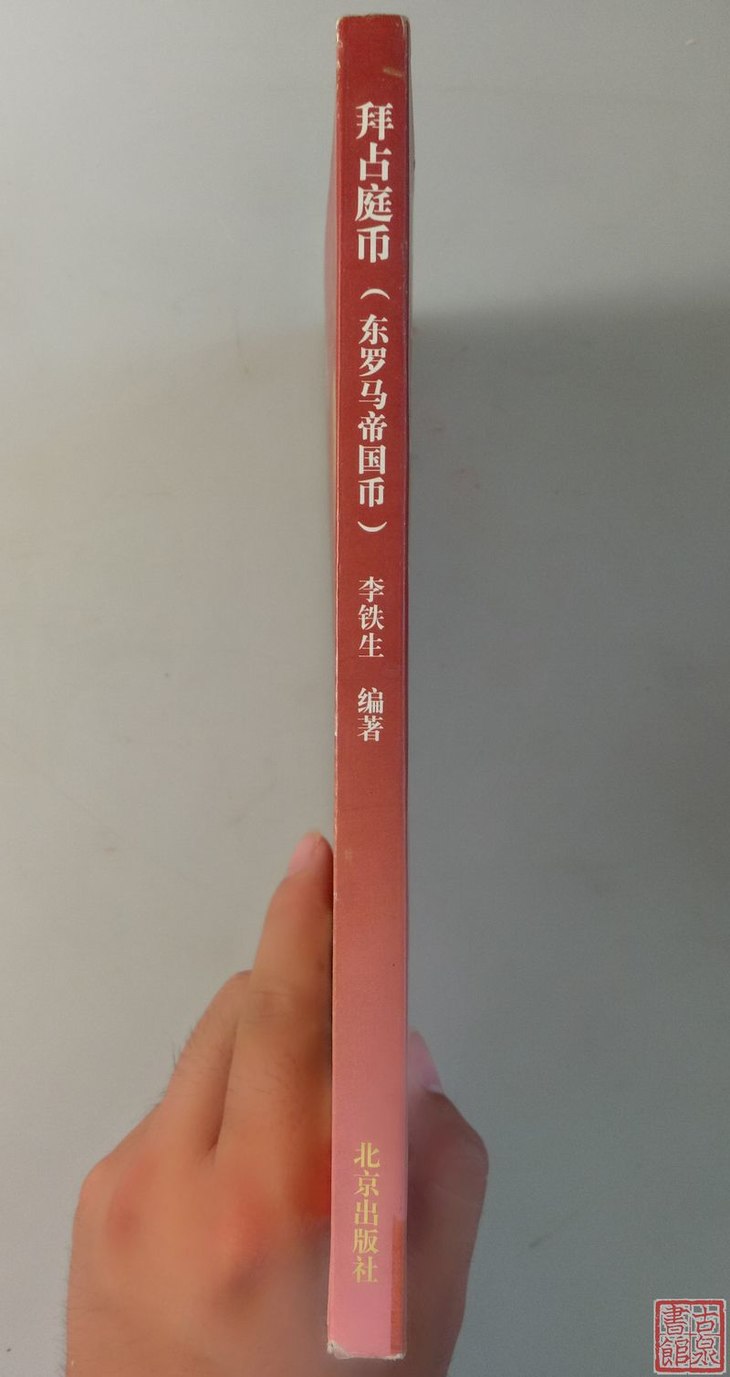 拜占庭币（东罗马帝国币）
李铁生 编著
北京出版社
古泉
書館